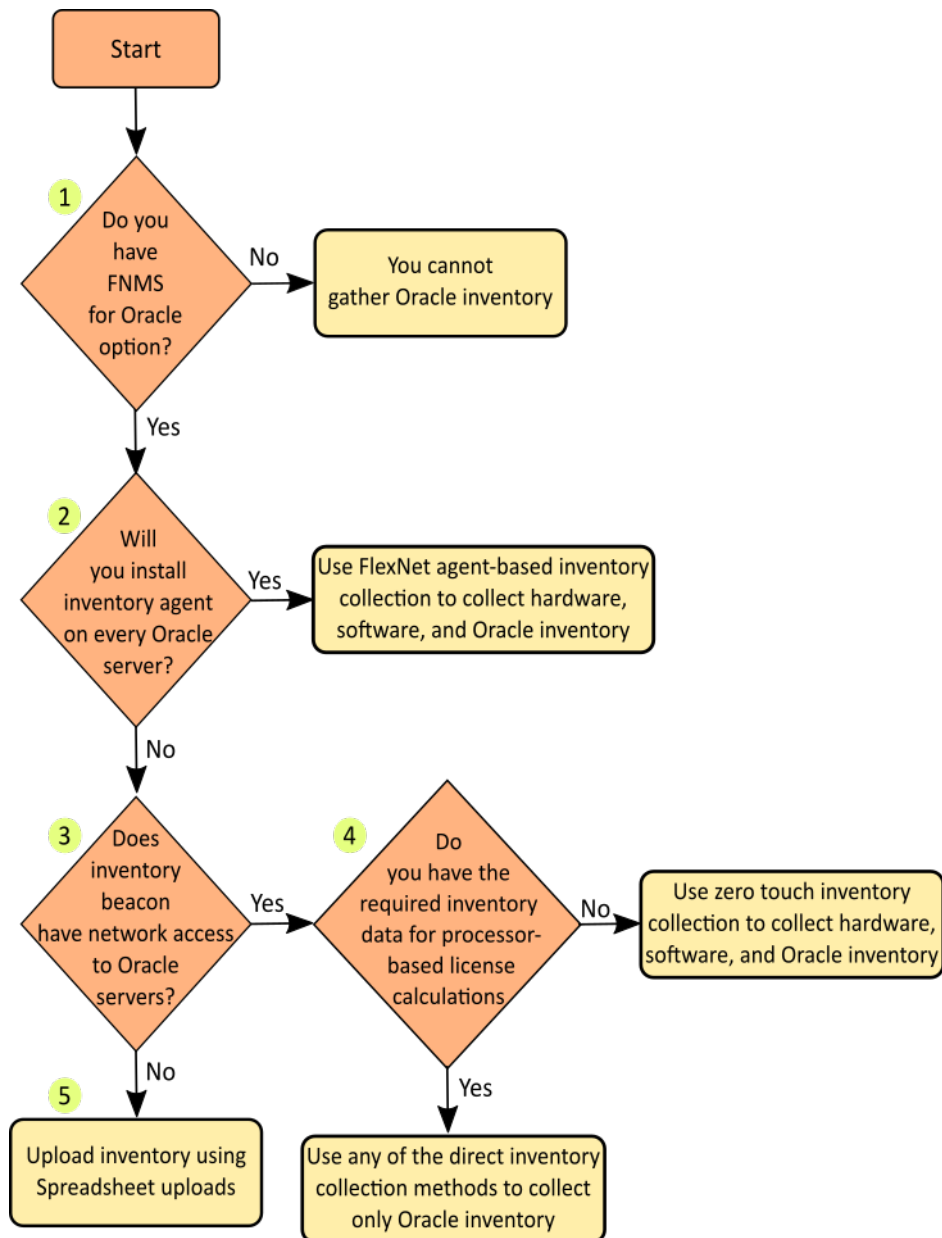 Start
1
Do you
have
FNMS
for Oracle
option?
No
You cannot
gather Oracle inventory
Yes
2
Will
you install
inventory agent
on every Oracle
server?
Yes
Use FlexNet agent-based inventory
collection to collect hardware,
software, and Oracle inventory
No
3
Does
inventory
beacon
have network access
to Oracle
servers?
Yes
4
Do
you have the
required inventory
data for processor-
based license
calculations
No
Use zero touch inventory
collection to collect hardware,
software, and Oracle inventory
No
5
Upload inventory using
Spreadsheet uploads
Yes
Use any of the direct inventory
collection methods to collect
only Oracle inventory